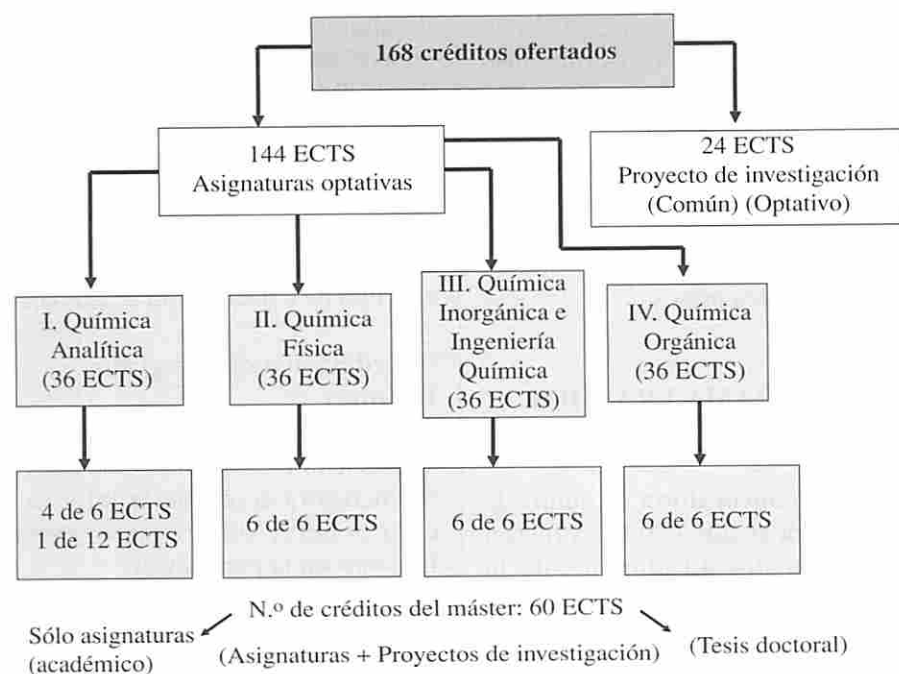 168 créditos ofertados
144 ECTS
Asignaturas optativas
24 ECTS
Proyecto de investigación
(Común) (Optativo)
I. Química
Analítica
(36 ECTS)
II. Química
Física
(36 ECTS)
III. Química
Inorgánica e
Ingeniería
Química
(36 ECTS)
IV. Química
Orgánica
(36 ECTS)
4 de 6 ECTS
1 de 12 ECTS
6 de 6 ECTS
6 de 6 ECTS
6 de 6 ECTS
N.º de créditos del máster: 60 ECTS
Sólo asignaturas
(académico)
(Asignaturas + Proyectos de investigación)
(Tesis doctoral)